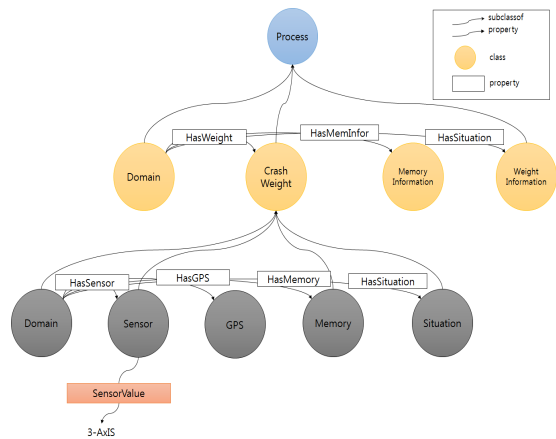 Process
subclassof
property
class
property
HasWeight
HasMemInfor
HasSituation
Domain
Crash
Weight
Memory
Information
Weight
Information
HasSensor
HasGPS
HasMemory
HasSituation
Domain
Sensor
GPS
Memory
Situation
SensorValue
3-AxIS